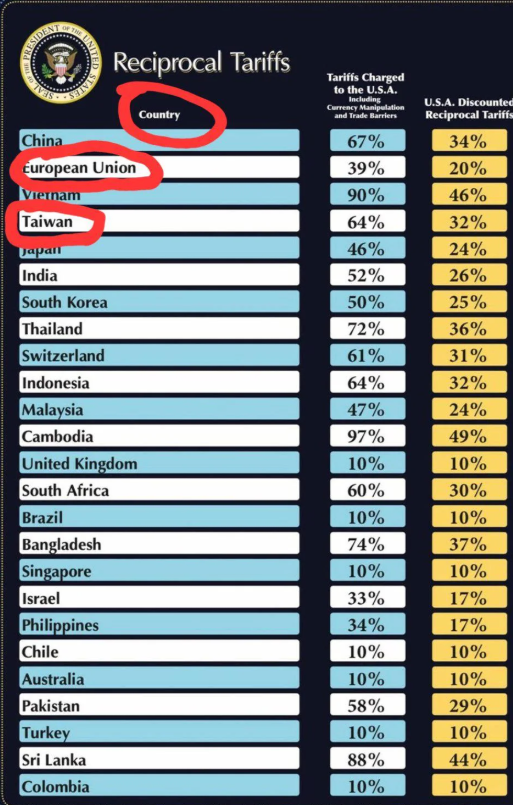 SEAL OF THE PRESIDENT OF THE UNITED STATES
Reciprocal Tariffs
Country
Tariffs Charged
to the U.S.A.
Including
Currency Manipulation
and Trade Barriers
U.S.A. Discounted
Reciprocal Tariffs
China 67% 34%
European Union 39% 20%
Vietnam 90% 46%
Taiwan 64% 32%
Japan 46% 24%
India 52% 26%
South Korea 50% 25%
Thailand 72% 36%
Switzerland 61% 31%
Indonesia 64% 32%
Malaysia 47% 24%
Cambodia 97% 49%
United Kingdom 10% 10%
South Africa 60% 30%
Brazil 10% 10%
Bangladesh 74% 37%
Singapore 10% 10%
Israel 33% 17%
Philippines 34% 17%
Chile 10% 10%
Australia 10% 10%
Pakistan 58% 29%
Turkey 10% 10%
Sri Lanka 88% 44%
Colombia 10% 10%